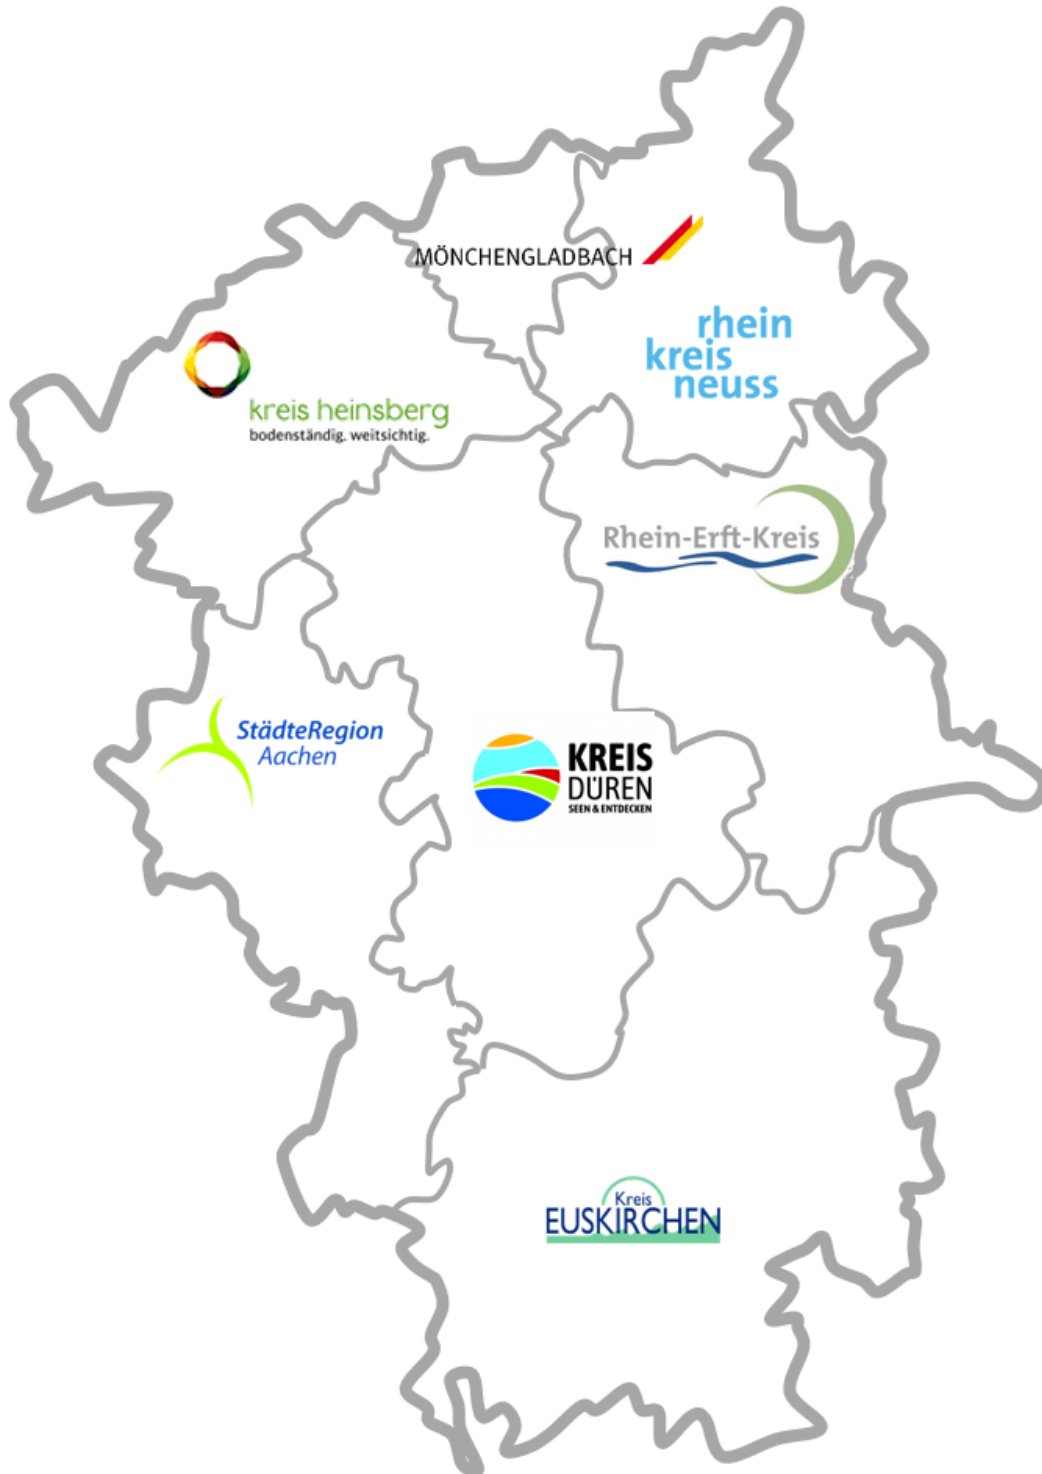 MÖNCHENGLADBACH
rhein
kreis
neuss
kreis heinsberg
bodenständig. weitsichtig.
Rhein-Erft-Kreis
StädteRegion
Aachen
KREIS
DÜREN
SEEN & ENTDECKEN
Kreis
EUSKIRCHEN